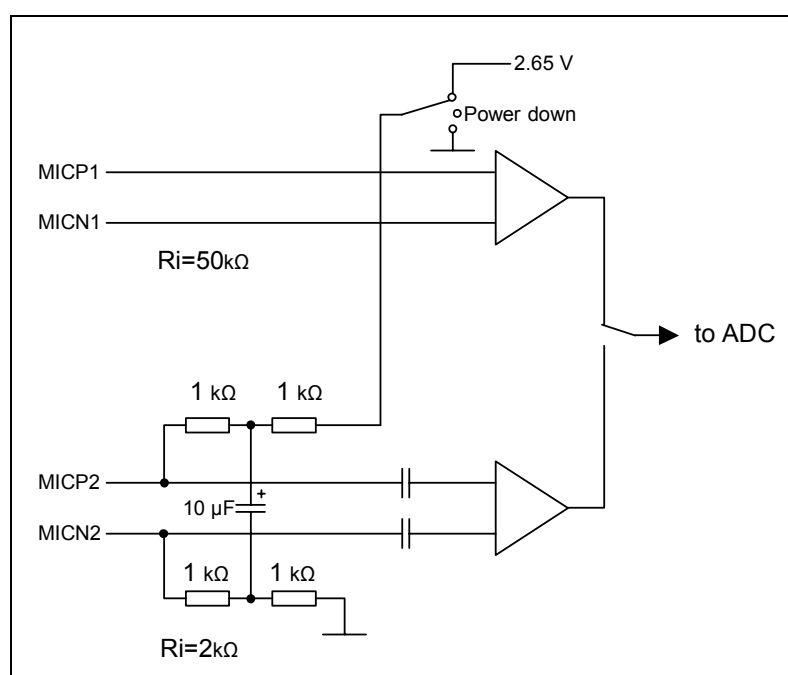 2.65 V
Power down
MICP1
MICN1
Ri=50kΩ
to ADC
1 kΩ 1 kΩ
MICP2
10 µF +
MICN2
1 kΩ 1 kΩ
Ri=2kΩ